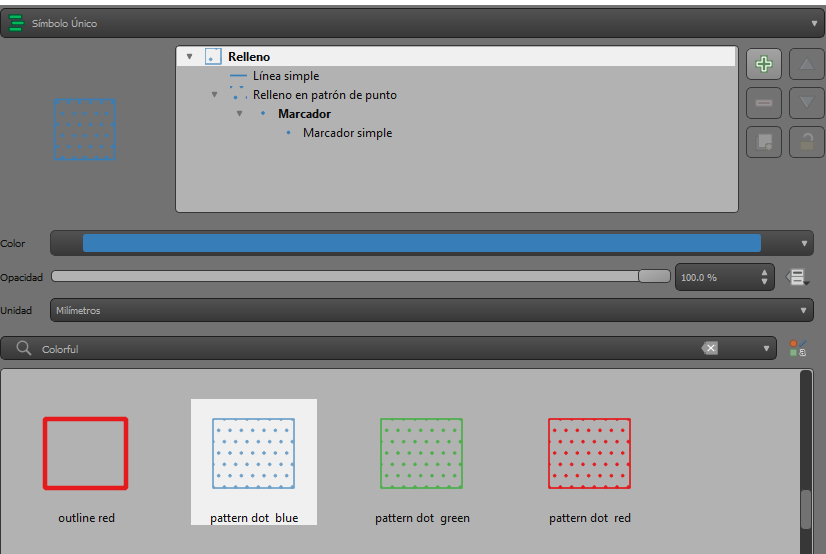 Símbolo Único
Relleno
Línea simple
Relleno en patrón de punto
Marcador
Marcador simple
Color
Opacidad
100.0 %
Unidad
Milímetros
Colorful
a
outline red
pattern dot  blue
pattern dot  green
pattern dot  red